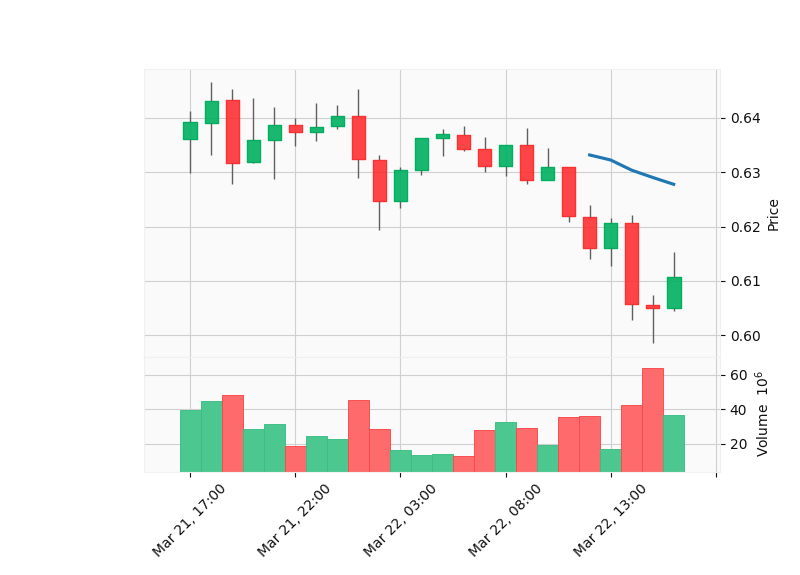 0.64
0.63
0.62
0.61
0.60
Price
60
40
20
Volume 10^6
Mar 21, 17:00
Mar 21, 22:00
Mar 22, 03:00
Mar 22, 08:00
Mar 22, 13:00